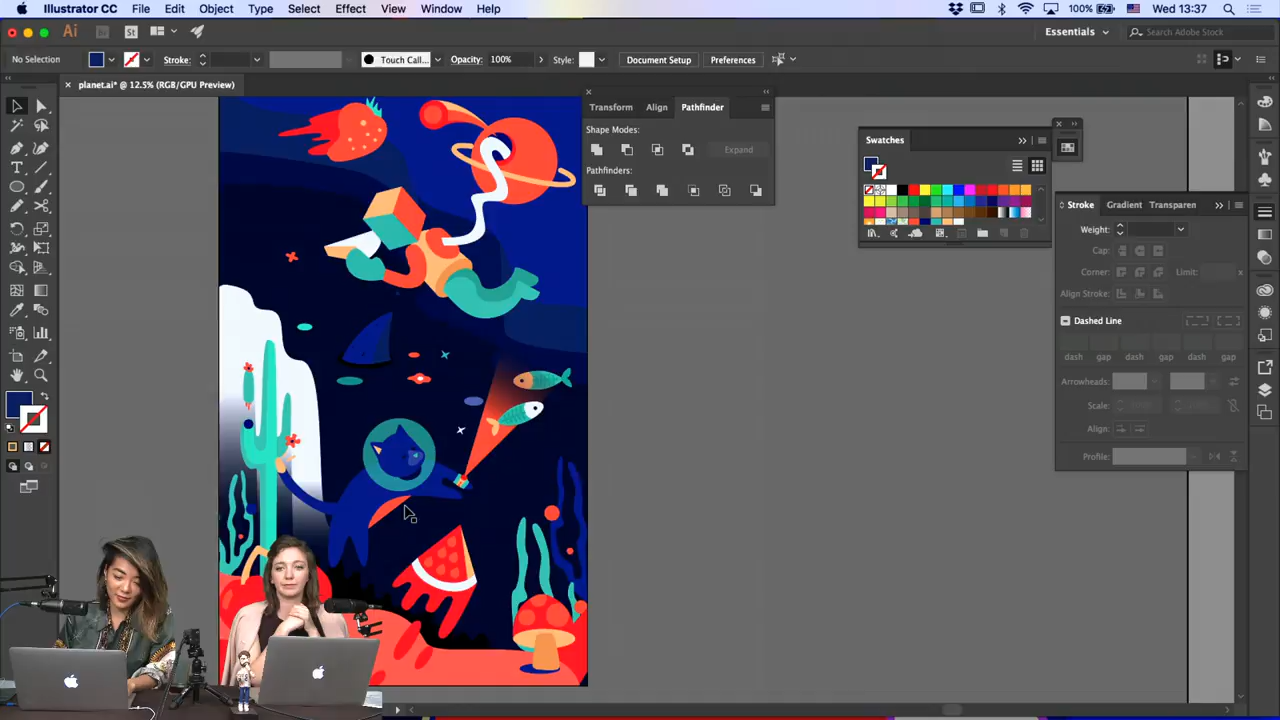 Illustrator CC File Edit Object Type Select Effect View Window Help
100% Wed 13:37
Ai Br St Essentials Search Adobe Stock
No Selection Stroke: Touch Call... Opacity: 100% Style: Document Setup Preferences
× planet.ai* @ 12.5% (RGB/GPU Preview)
Transform Align Pathfinder
Shape Modes:
Expand
Pathfinders:
Swatches
Stroke Gradient Transparen
Weight:
Cap:
Corner: Limit: x
Align Stroke:
Dashed Line
dash gap dash gap dash gap
Arrowheads:
Scale:
Align:
Profile: